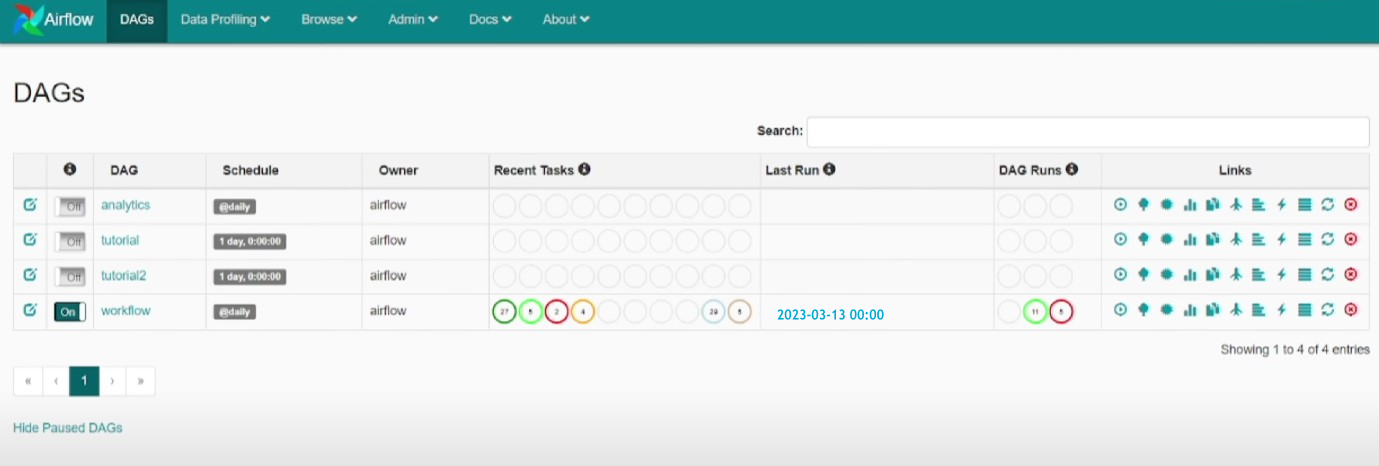 Airflow DAGs Data Profiling Browse Admin Docs About
DAGs
Search:
DAG Schedule Owner Recent Tasks Last Run DAG Runs Links
Off analytics @daily airflow
Off tutorial 1 day, 0:00:00 airflow
Off tutorial2 1 day, 0:00:00 airflow
On workflow @daily airflow 27 5 2 4 29 5 2023-03-13 00:00 11 5
Showing 1 to 4 of 4 entries
« ‹ 1 › »
Hide Paused DAGs